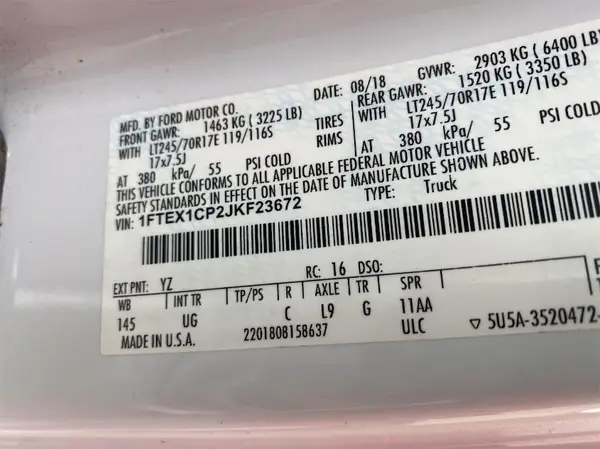 MFD. BY FORD MOTOR CO.
DATE: 08/18
GVWR: 2903 KG ( 6400 LB)
FRONT GAWR: 1463 KG ( 3225 LB)
REAR GAWR: 1520 KG ( 3350 LB)
WITH LT245/70R17E 119/116S TIRES
WITH LT245/70R17E 119/116S
17x7.5J RIMS
17x7.5J
AT 380 kPa/ 55 PSI COLD
AT 380 kPa/ 55 PSI COLD
THIS VEHICLE CONFORMS TO ALL APPLICABLE FEDERAL MOTOR VEHICLE
SAFETY STANDARDS IN EFFECT ON THE DATE OF MANUFACTURE SHOWN ABOVE.
VIN: 1FTEX1CP2JKF23672
TYPE: Truck
EXT PNT: YZ RC: 16 DSO:
WB INT TR TP/PS R AXLE TR SPR
145 UG C L9 G 11AA
MADE IN U.S.A. 2201808158637 ULC
▽ 5U5A-3520472-